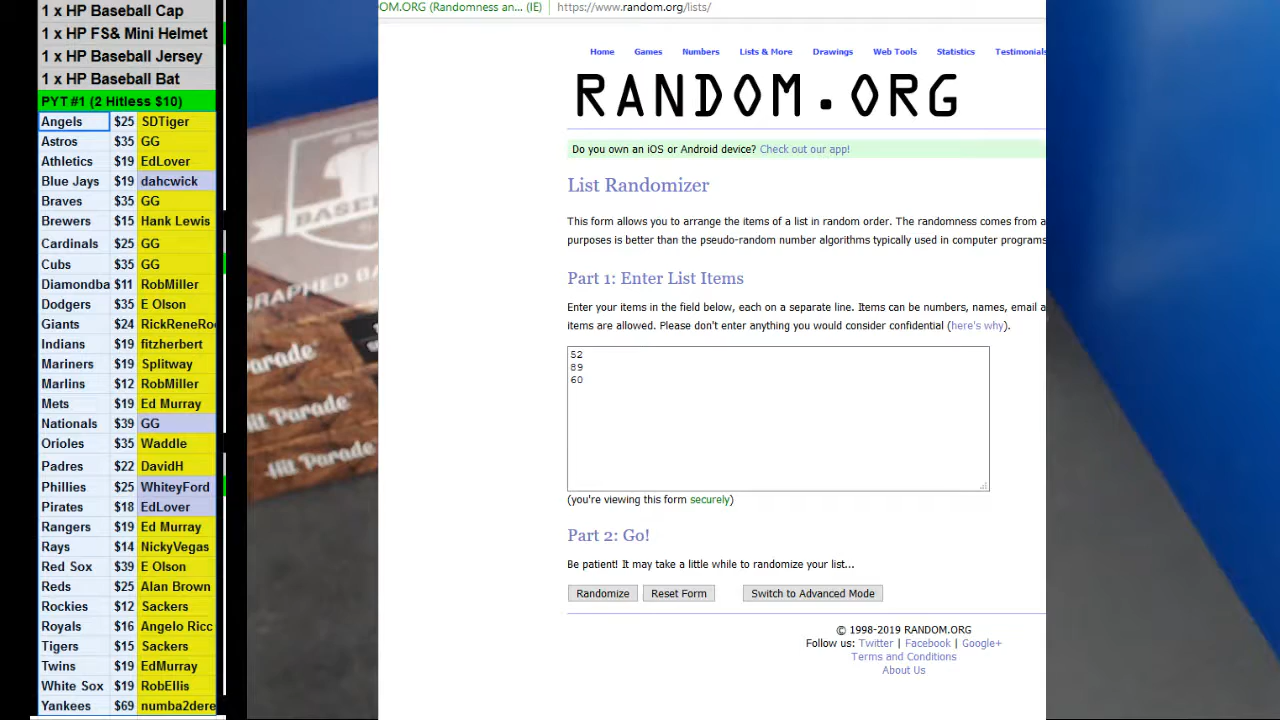 1 x HP Baseball Cap
1 x HP FS& Mini Helmet
1 x HP Baseball Jersey
1 x HP Baseball Bat
PYT #1 (2 Hitless $10)
Angels $25 SDTiger
Astros $35 GG
Athletics $19 EdLover
Blue Jays $19 dahcwick
Braves $35 GG
Brewers $15 Hank Lewis
Cardinals $25 GG
Cubs $35 GG
Diamondba $11 RobMiller
Dodgers $35 E Olson
Giants $24 RickReneRo
Indians $19 fitzherbert
Mariners $19 Splitway
Marlins $12 RobMiller
Mets $19 Ed Murray
Nationals $39 GG
Orioles $35 Waddle
Padres $22 DavidH
Phillies $25 WhiteyFord
Pirates $18 EdLover
Rangers $19 Ed Murray
Rays $14 NickyVegas
Red Sox $39 E Olson
Reds $25 Alan Brown
Rockies $12 Sackers
Royals $16 Angelo Ricc
Tigers $15 Sackers
Twins $19 EdMurray
White Sox $19 RobEllis
Yankees $69 numba2dere
BASE
GRAPHED BA
Parade
Hit Parade
Hit Parade
DOM.ORG (Randomness an... (IE) https://www.random.org/lists/
Home Games Numbers Lists & More Drawings Web Tools Statistics Testimonials
RANDOM.ORG
Do you own an iOS or Android device? Check out our app!
List Randomizer
This form allows you to arrange the items of a list in random order. The randomness comes from a
purposes is better than the pseudo-random number algorithms typically used in computer programs
Part 1: Enter List Items
Enter your items in the field below, each on a separate line. Items can be numbers, names, email a
items are allowed. Please don't enter anything you would consider confidential (here's why).
52
89
60
(you're viewing this form securely)
Part 2: Go!
Be patient! It may take a little while to randomize your list...
Randomize Reset Form Switch to Advanced Mode
© 1998-2019 RANDOM.ORG
Follow us: Twitter | Facebook | Google+
Terms and Conditions
About Us